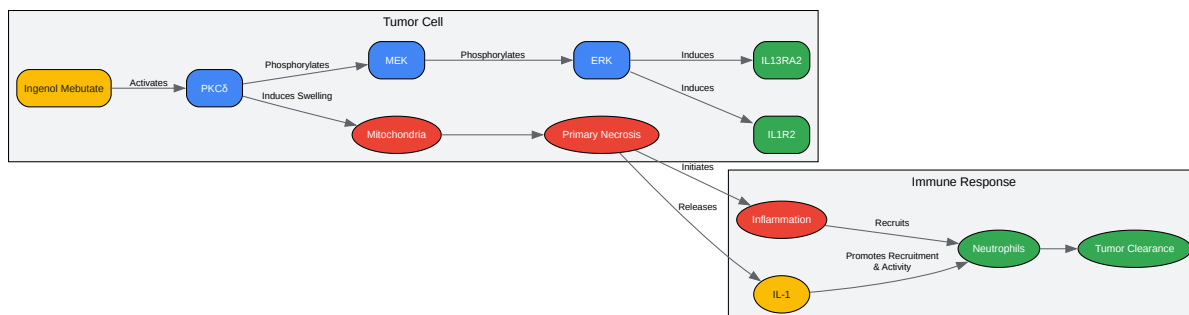 Tumor Cell
Ingenol Mebutate
Activates
PKCδ
Phosphorylates
MEK
Phosphorylates
ERK
Induces
IL13RA2
Induces
IL1R2
Induces Swelling
Mitochondria
Primary Necrosis
Initiates
Releases
Immune Response
Inflammation
Recruits
Neutrophils
Tumor Clearance
Promotes Recruitment
& Activity
IL-1